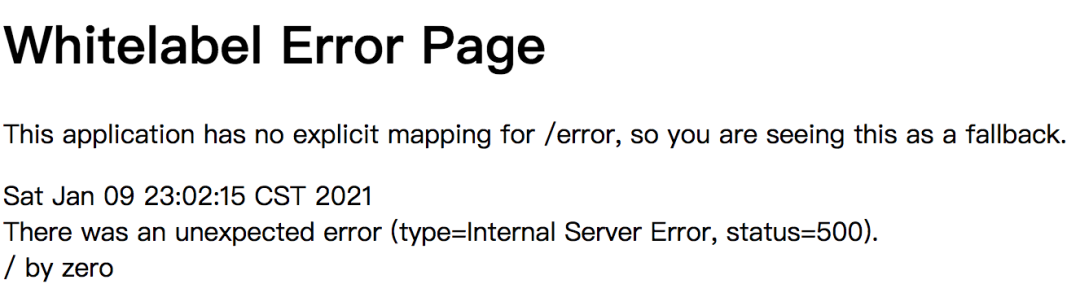 Whitelabel Error Page
This application has no explicit mapping for /error, so you are seeing this as a fallback.
Sat Jan 09 23:02:15 CST 2021
There was an unexpected error (type=Internal Server Error, status=500).
/ by zero